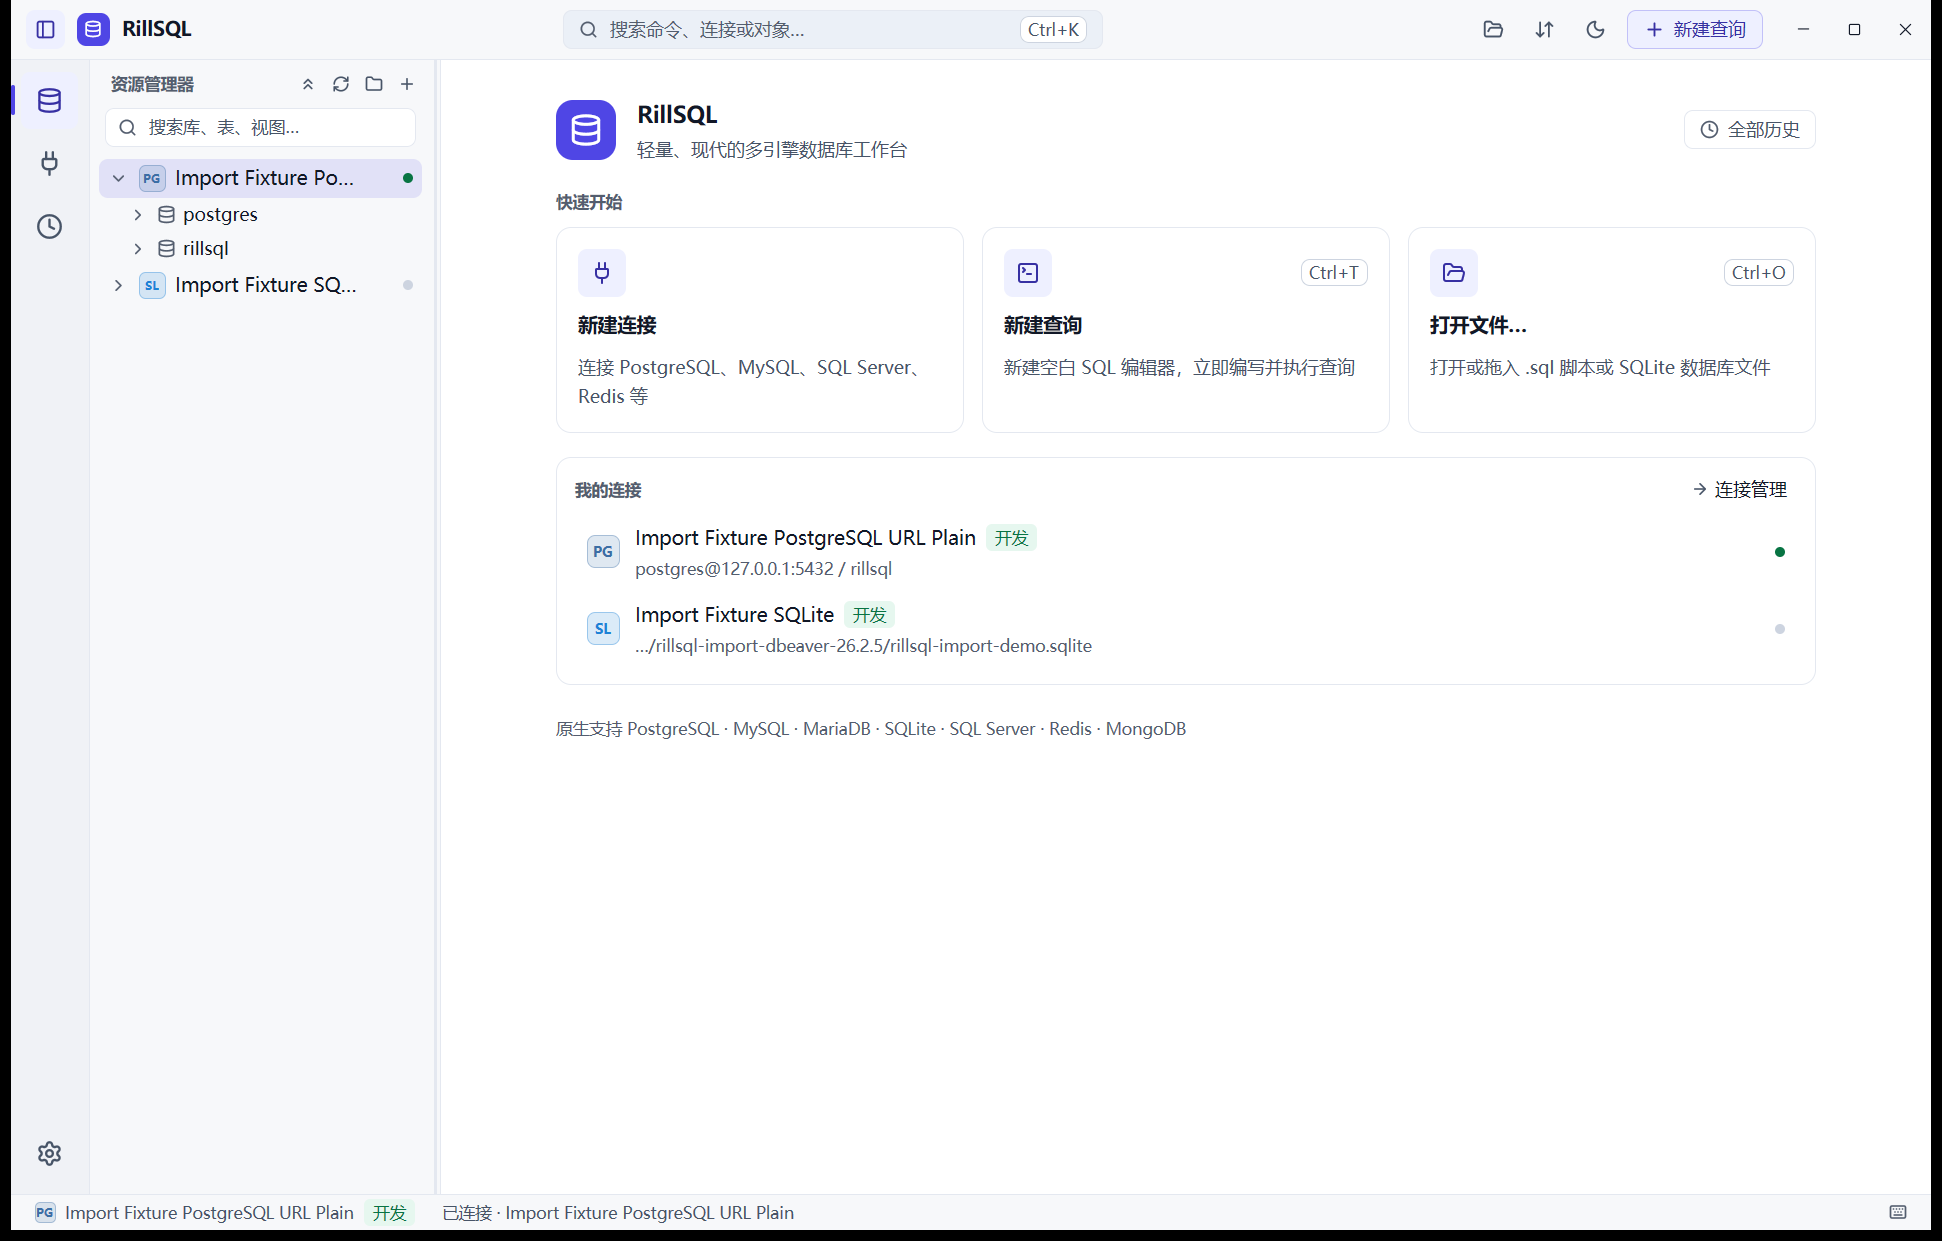 RillSQL
搜索命令、连接或对象...
Ctrl+K
新建查询
资源管理器
搜索库、表、视图...
PG Import Fixture Po...
postgres
rillsql
SL Import Fixture SQ...
RillSQL
轻量、现代的多引擎数据库工作台
全部历史
快速开始
新建连接
连接 PostgreSQL、MySQL、SQL Server、
Redis 等
Ctrl+T
新建查询
新建空白 SQL 编辑器，立即编写并执行查询
Ctrl+O
打开文件...
打开或拖入 .sql 脚本或 SQLite 数据库文件
我的连接
连接管理
PG
Import Fixture PostgreSQL URL Plain 开发
postgres@127.0.0.1:5432 / rillsql
SL
Import Fixture SQLite 开发
.../rillsql-import-dbeaver-26.2.5/rillsql-import-demo.sqlite
原生支持 PostgreSQL · MySQL · MariaDB · SQLite · SQL Server · Redis · MongoDB
PG Import Fixture PostgreSQL URL Plain 开发 已连接 · Import Fixture PostgreSQL URL Plain